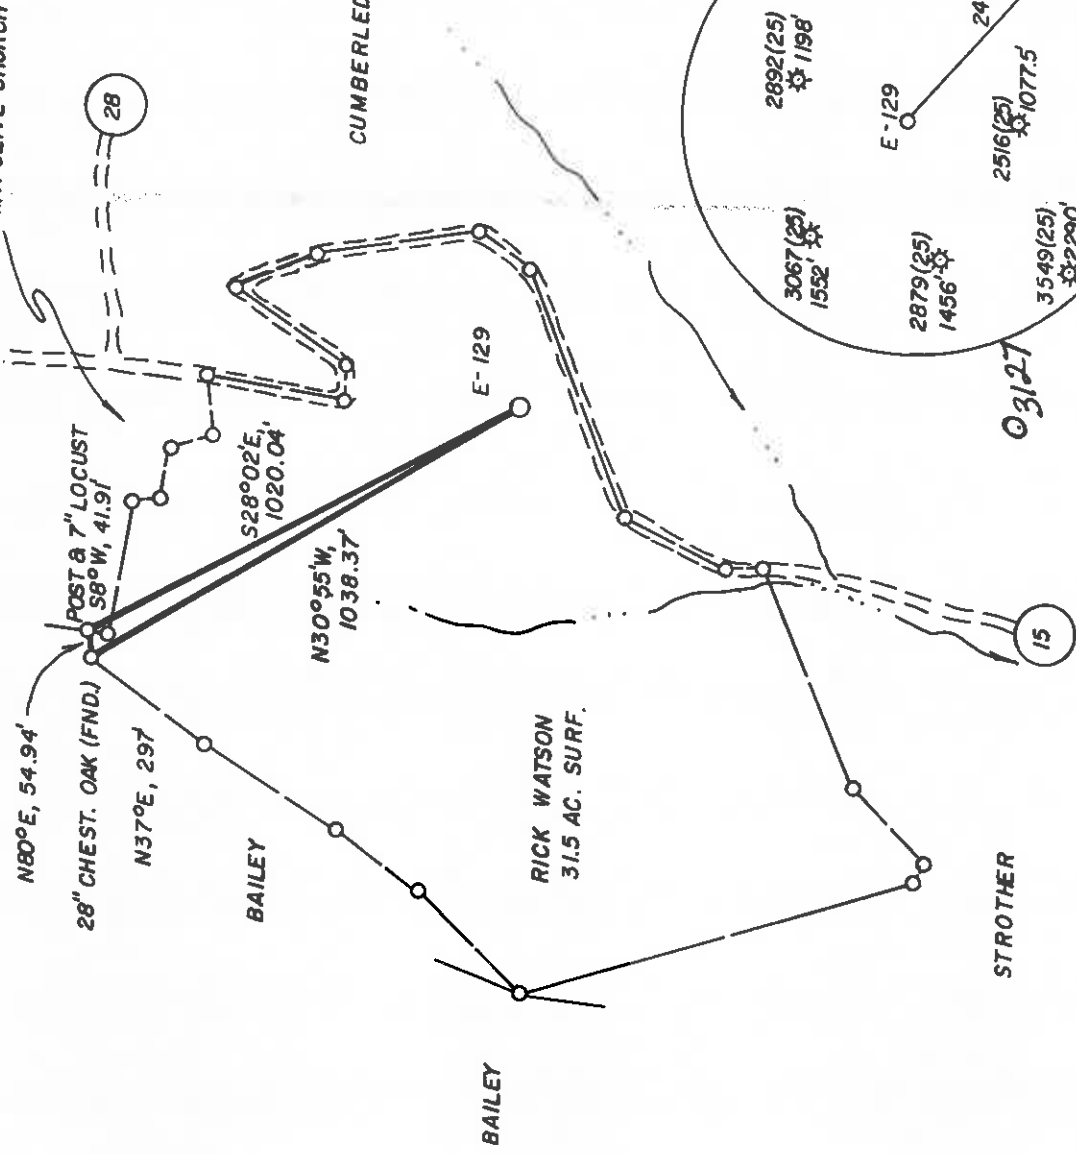 28
CUMBERLED
N80°E, 54.94'
POST & 7" LOCUST
S8°W, 41.91'
28" CHEST. OAK (FND.)
N37°E, 297'
S28°02'E,
1020.04'
N30°55'W,
1038.37'
E-129
BAILEY
RICK WATSON
31.5 AC. SURF.
BAILEY
STROTHER
15
2892(25)
1198'
E-129
24
3067(25)
1552'
2516(25)
1077.5'
2879(25)
1456'
3549(25)
2290'
03127